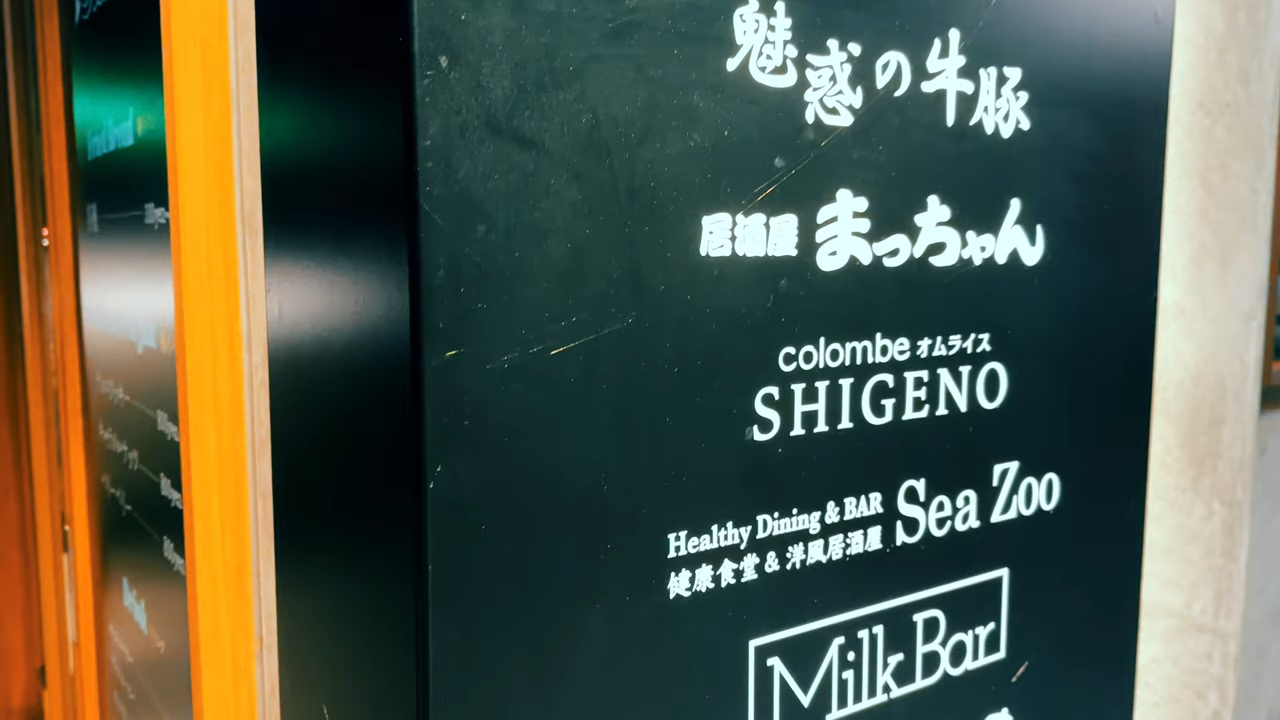 魅惑の牛豚
居酒屋 まっちゃん
colombe オムライス
SHIGENO
Healthy Dining & BAR Sea Zoo
健康食堂 & 洋風居酒屋
Milk Bar